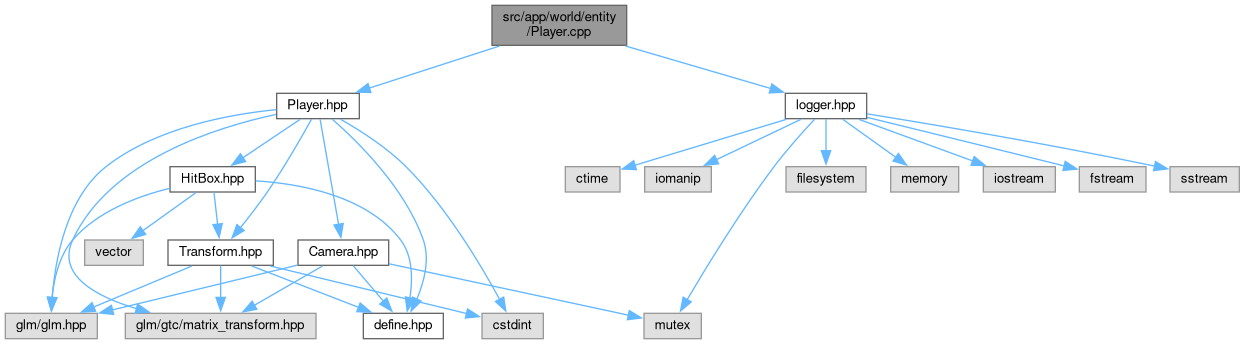 src/app/world/entity
/Player.cpp
Player.hpp
logger.hpp
HitBox.hpp
ctime
iomanip
filesystem
memory
iostream
fstream
sstream
vector
Transform.hpp
Camera.hpp
glm/glm.hpp
glm/gtc/matrix_transform.hpp
define.hpp
cstdint
mutex